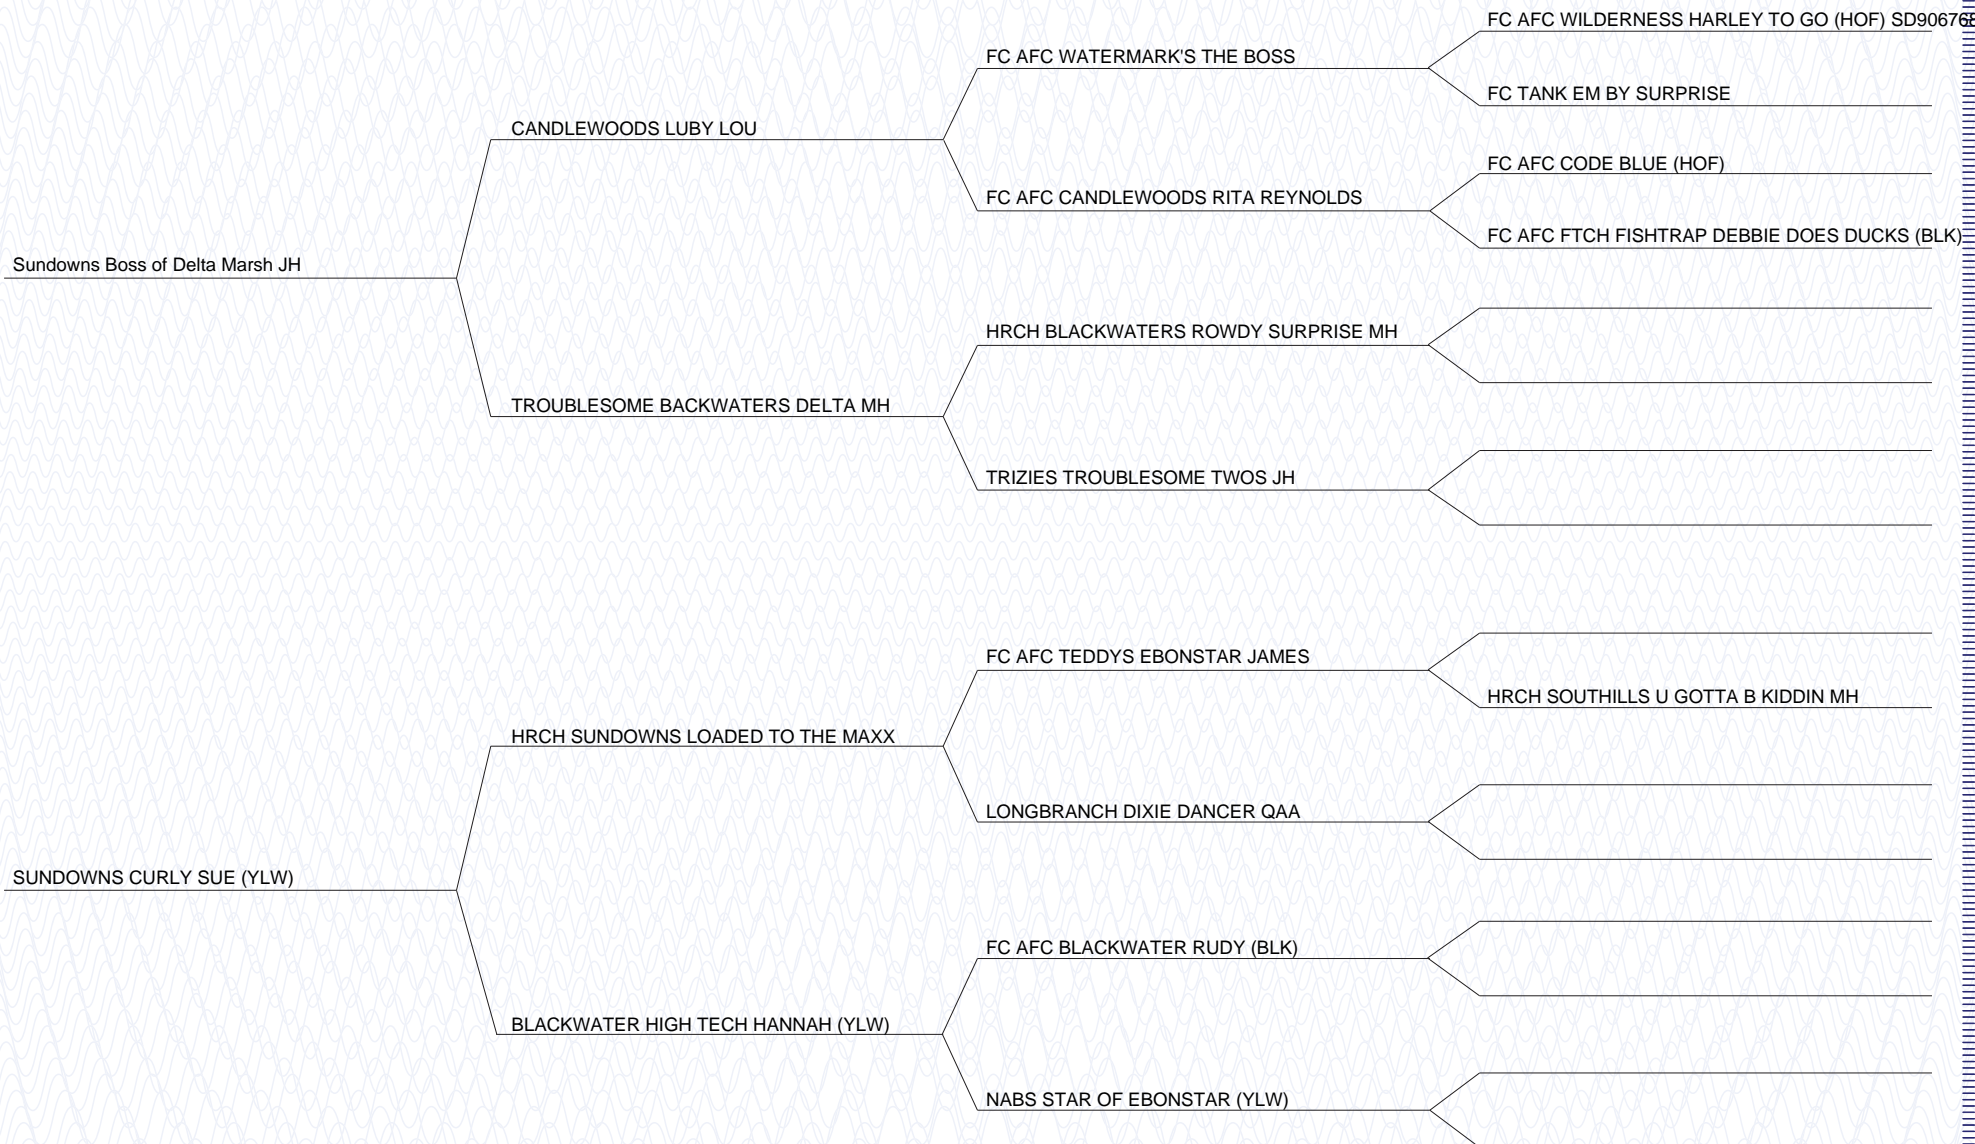 FC AFC WILDERNESS HARLEY TO GO (HOF) SD90676
FC AFC WATERMARK'S THE BOSS
FC TANK EM BY SURPRISE
CANDLEWOODS LUBY LOU
FC AFC CODE BLUE (HOF)
FC AFC CANDLEWOODS RITA REYNOLDS
FC AFC FTCH FISHTRAP DEBBIE DOES DUCKS (BLK)
Sundowns Boss of Delta Marsh JH
HRCH BLACKWATERS ROWDY SURPRISE MH
TROUBLESOME BACKWATERS DELTA MH
TRIZIES TROUBLESOME TWOS JH
FC AFC TEDDYS EBONSTAR JAMES
HRCH SOUTHILLS U GOTTA B KIDDIN MH
HRCH SUNDOWNS LOADED TO THE MAXX
LONGBRANCH DIXIE DANCER QAA
SUNDOWNS CURLY SUE (YLW)
FC AFC BLACKWATER RUDY (BLK)
BLACKWATER HIGH TECH HANNAH (YLW)
NABS STAR OF EBONSTAR (YLW)